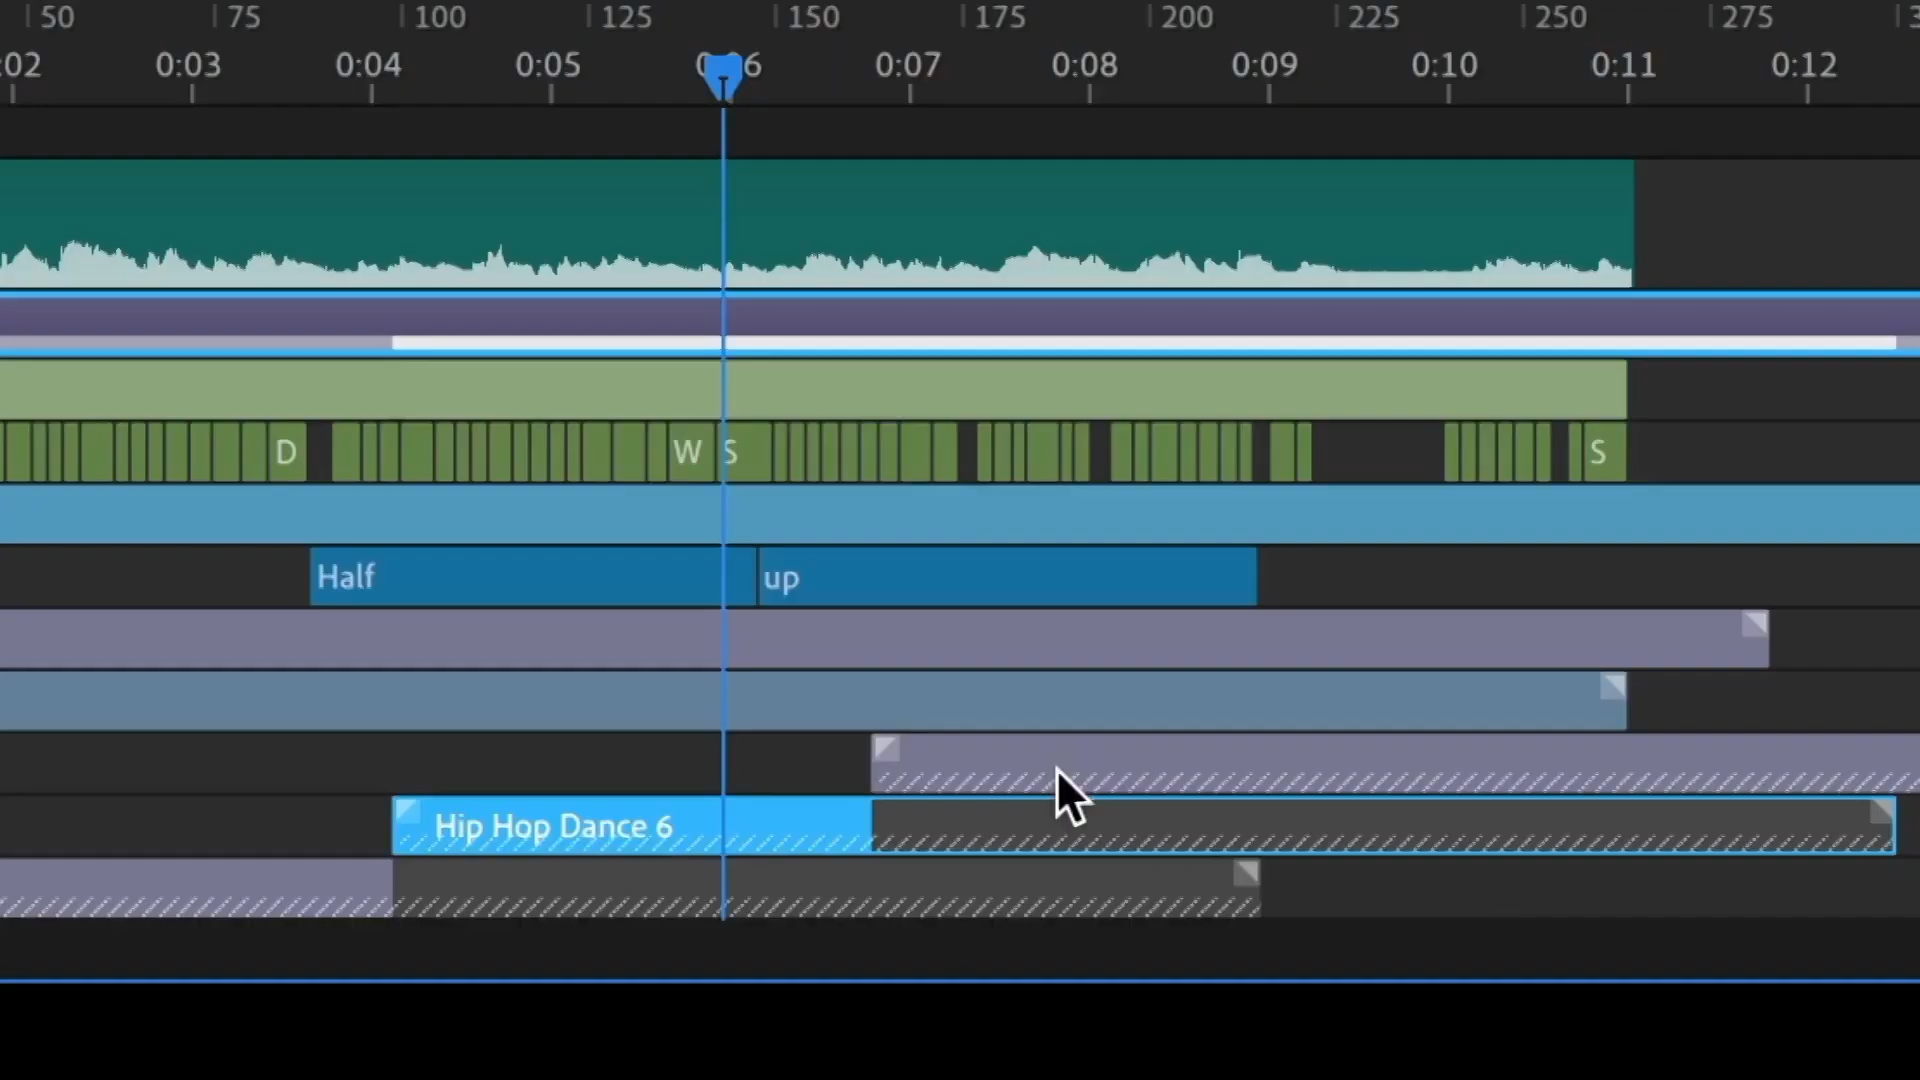 50 75 100 125 150 175 200 225 250 275
:02 0:03 0:04 0:05 0:06 0:07 0:08 0:09 0:10 0:11 0:12
D W S S
Half up
Hip Hop Dance 6